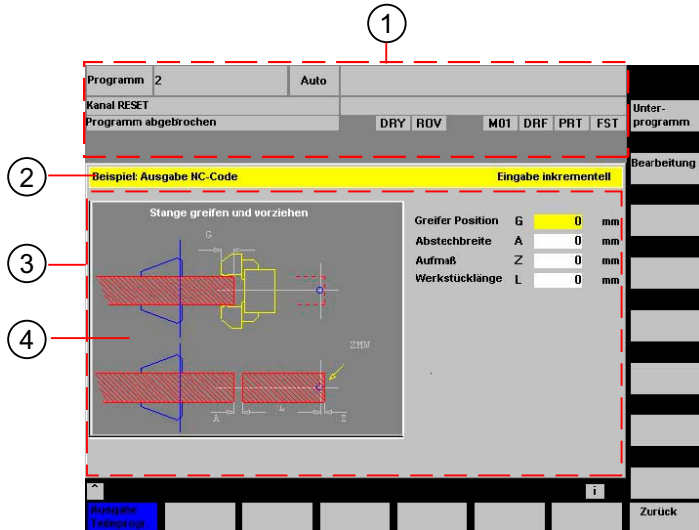 1
Programm 2 Auto
Kanal RESET
Programm abgebrochen DRY ROV M01 DRF PRT FST
Unter-
programm
Bearbeitung
2
Beispiel: Ausgabe NC-Code Eingabe inkrementell
3
4
Stange greifen und vorziehen
G
ZMW
A L Z
Greifer Position G 0 mm
Abstechbreite A 0 mm
Aufmaß Z 0 mm
Werkstücklänge L 0 mm
^ i
Ausgabe
Teileprogr
Zurück